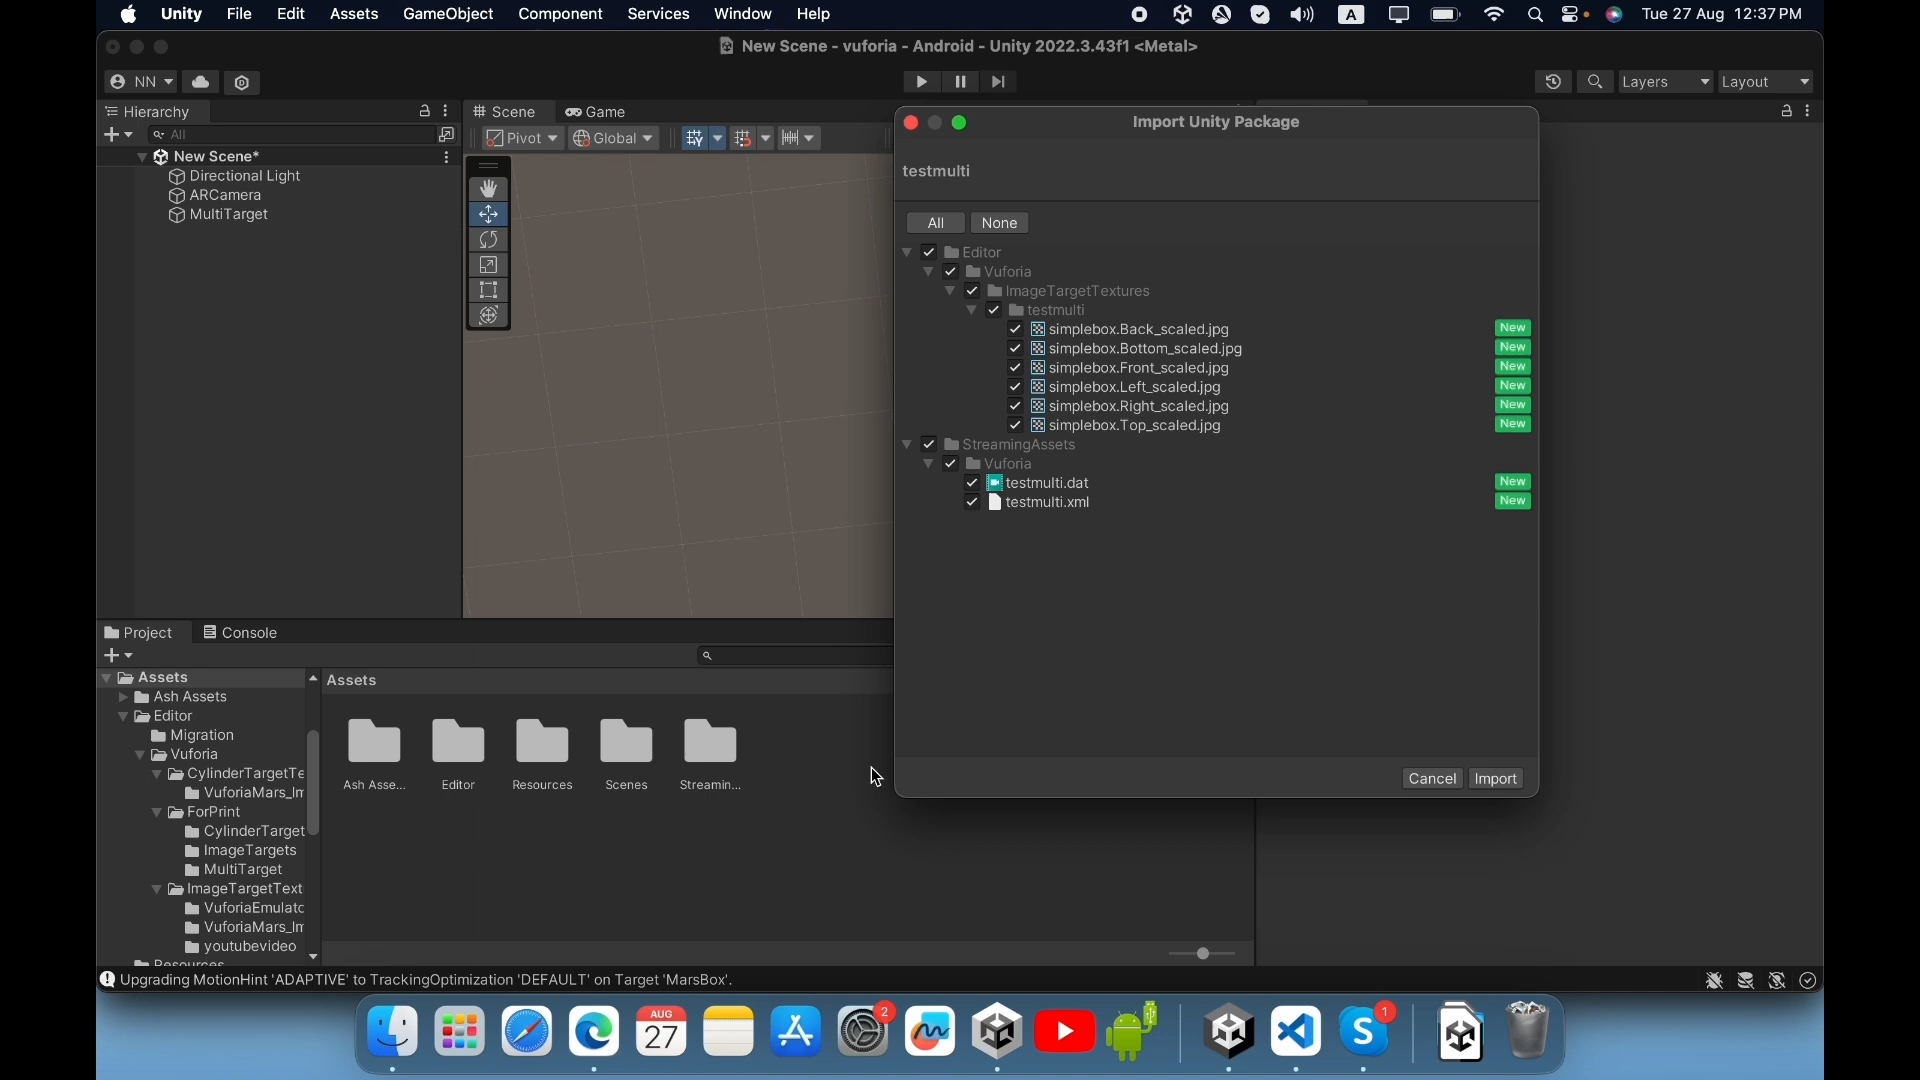 Unity File Edit Assets GameObject Component Services Window Help
A Tue 27 Aug 12:37 PM
New Scene - vuforia - Android - Unity 2022.3.43f1 <Metal>
NN
Layers Layout
Hierarchy
All
New Scene*
Directional Light
ARCamera
MultiTarget
Scene Game
Pivot Global
Import Unity Package
testmulti
All None
Editor
Vuforia
ImageTargetTextures
testmulti
simplebox.Back_scaled.jpg New
simplebox.Bottom_scaled.jpg New
simplebox.Front_scaled.jpg New
simplebox.Left_scaled.jpg New
simplebox.Right_scaled.jpg New
simplebox.Top_scaled.jpg New
StreamingAssets
Vuforia
testmulti.dat New
testmulti.xml New
Cancel Import
Project Console
Assets
Ash Assets
Editor
Migration
Vuforia
CylinderTargetTe
VuforiaMars_Im
ForPrint
CylinderTarget
ImageTargets
MultiTarget
ImageTargetText
VuforiaEmulato
VuforiaMars_Im
youtubevideo
Resources
Assets
Ash Asse... Editor Resources Scenes Streamin...
Upgrading MotionHint 'ADAPTIVE' to TrackingOptimization 'DEFAULT' on Target 'MarsBox'.
AUG
27
2
S
1